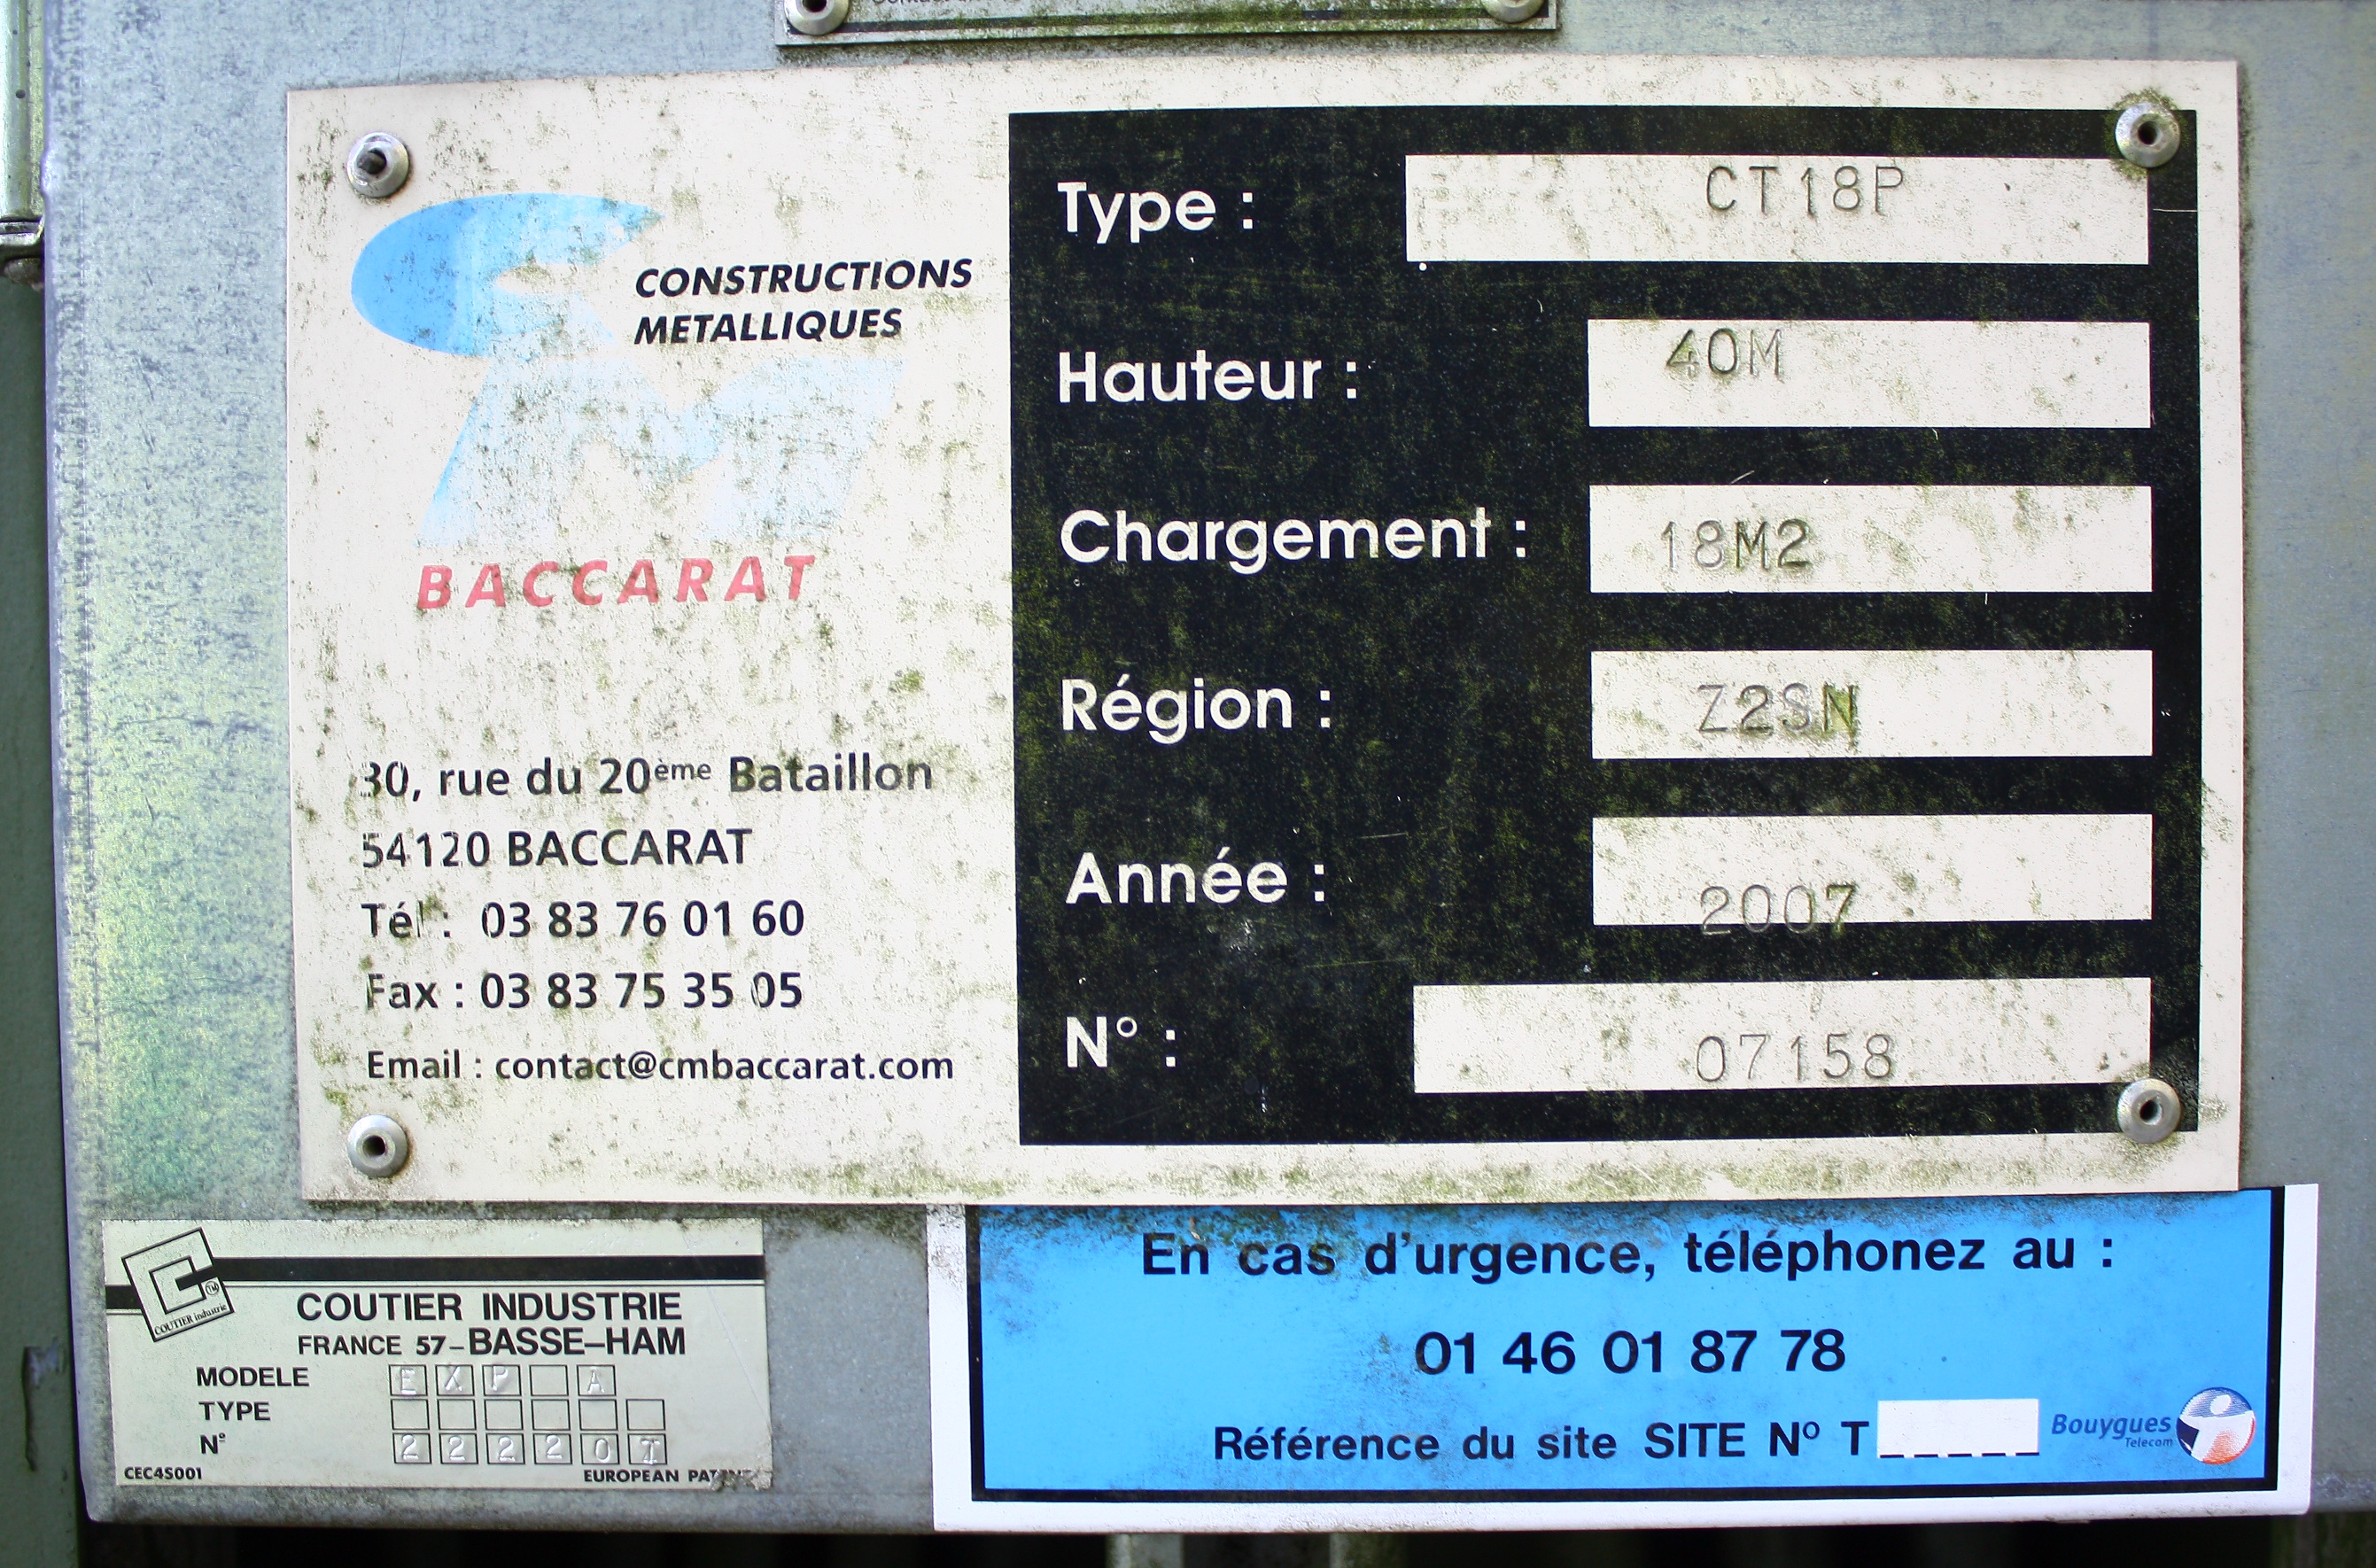 CONSTRUCTIONS
METALLIQUES
BACCARAT
30, rue du 20ème Bataillon
54120 BACCARAT
Tél : 03 83 76 01 60
Fax : 03 83 75 35 05
Email : contact@cmbaccarat.com
Type : CT18P
Hauteur : 40M
Chargement : 18M2
Région : Z2SN
Année : 2007
N° : 07158
COUTIER industrie
COUTIER INDUSTRIE
FRANCE 57-BASSE-HAM
MODELE EXP A
TYPE
N° 22220T
CEC4S001
EUROPEAN
En cas d'urgence, téléphonez au :
01 46 01 87 78
Référence du site SITE N° T
Bouygues
Telecom